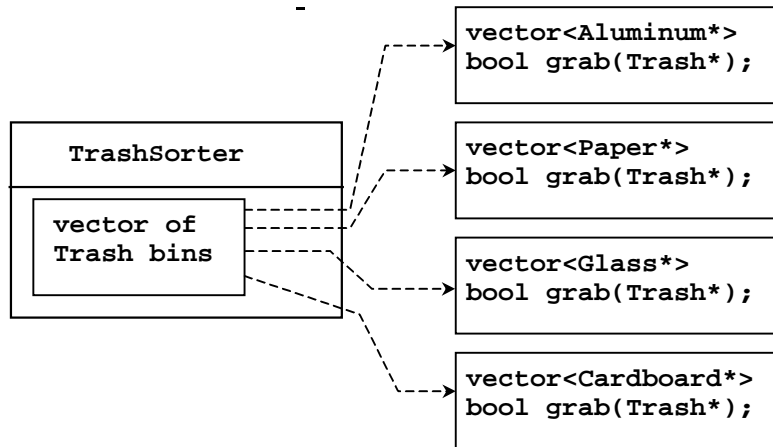 TrashSorter
vector of
Trash bins
vector<Aluminum*>
bool grab(Trash*);
vector<Paper*>
bool grab(Trash*);
vector<Glass*>
bool grab(Trash*);
vector<Cardboard*>
bool grab(Trash*);